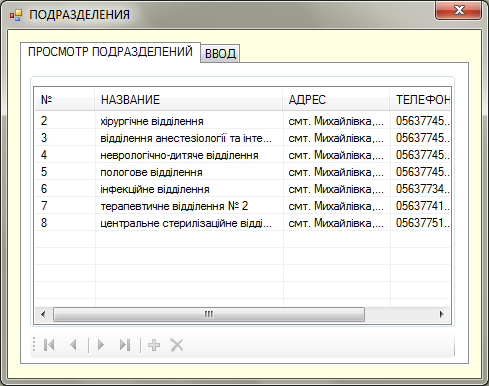 ПОДРАЗДЕЛЕНИЯ
ПРОСМОТР ПОДРАЗДЕЛЕНИЙ ВВОД
№ НАЗВАНИЕ АДРЕС ТЕЛЕФОН
2 хірургічне відділення смт. Михайлівка,... 05637745...
3 відділення анестезіології та інте... смт. Михайлівка,... 05637745...
4 неврологічно-дитяче відділення смт. Михайлівка,... 05637745...
5 пологове відділення смт. Михайлівка,... 05637745...
6 інфекційне відділення смт. Михайлівка,... 05637734...
7 терапевтичне відділення № 2 смт. Михайлівка,... 05637741...
8 центральне стерилізаційне відді... смт. Михайлівка,... 05637751...